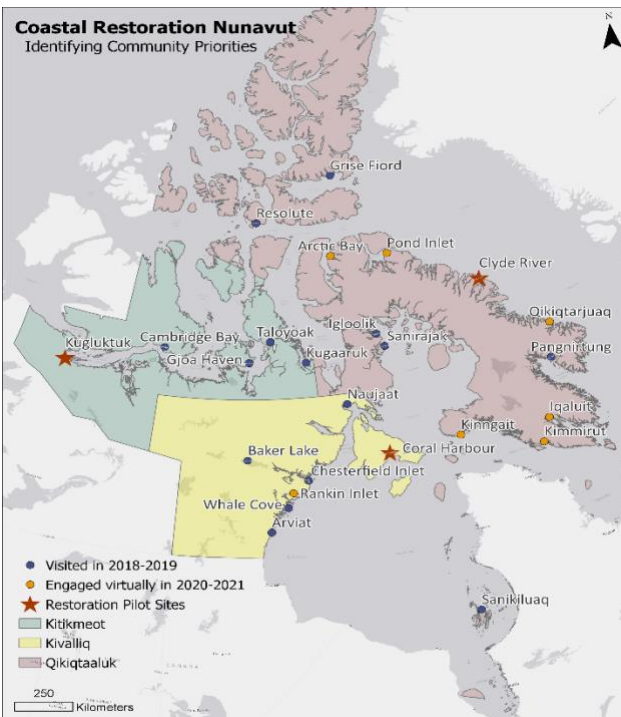 Coastal Restoration Nunavut
Identifying Community Priorities
N
Grise Fiord
Resolute
Arctic Bay
Pond Inlet
Clyde River
Qikiqtarjuaq
Pangnirtung
Igloolik
Sanirajak
Kugluktuk
Cambridge Bay
Taloyoak
Gjoa Haven
Kugaaruk
Naujaat
Iqaluit
Kinngait
Kimmirut
Baker Lake
Coral Harbour
Chesterfield Inlet
Rankin Inlet
Whale Cove
Arviat
Sanikiluaq
Visited in 2018-2019
Engaged virtually in 2020-2021
Restoration Pilot Sites
Kitikmeot
Kivalliq
Qikiqtaaluk
250
Kilometers